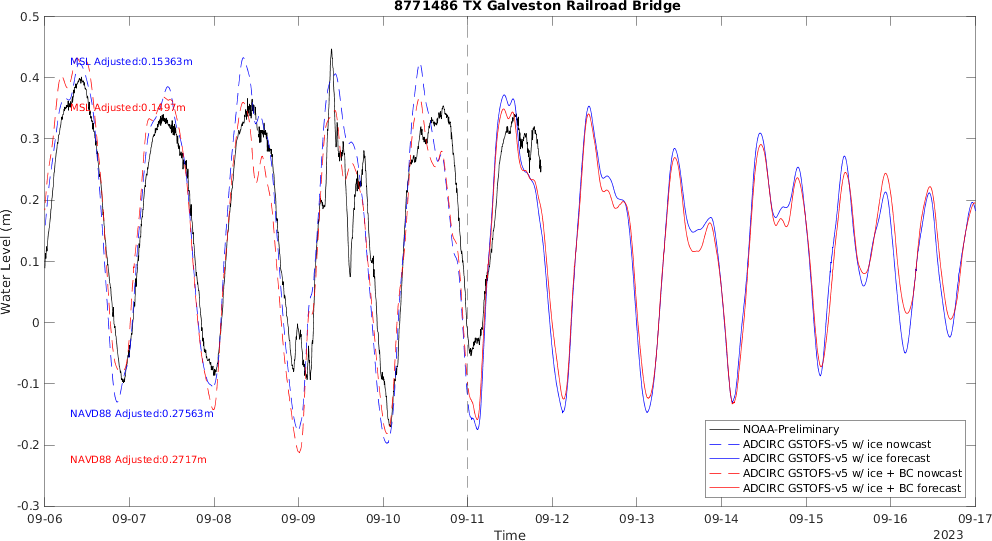 8771486 TX Galveston Railroad Bridge
0.5
0.4
0.3
0.2
0.1
0
-0.1
-0.2
-0.3
Water Level (m)
MSL Adjusted:0.15363m
MSL Adjusted:0.1497m
NAVD88 Adjusted:0.27563m
NAVD88 Adjusted:0.2717m
NOAA-Preliminary
ADCIRC GSTOFS-v5 w/ ice nowcast
ADCIRC GSTOFS-v5 w/ ice forecast
ADCIRC GSTOFS-v5 w/ ice + BC nowcast
ADCIRC GSTOFS-v5 w/ ice + BC forecast
09-06 09-07 09-08 09-09 09-10 09-11 09-12 09-13 09-14 09-15 09-16 09-17
Time
2023